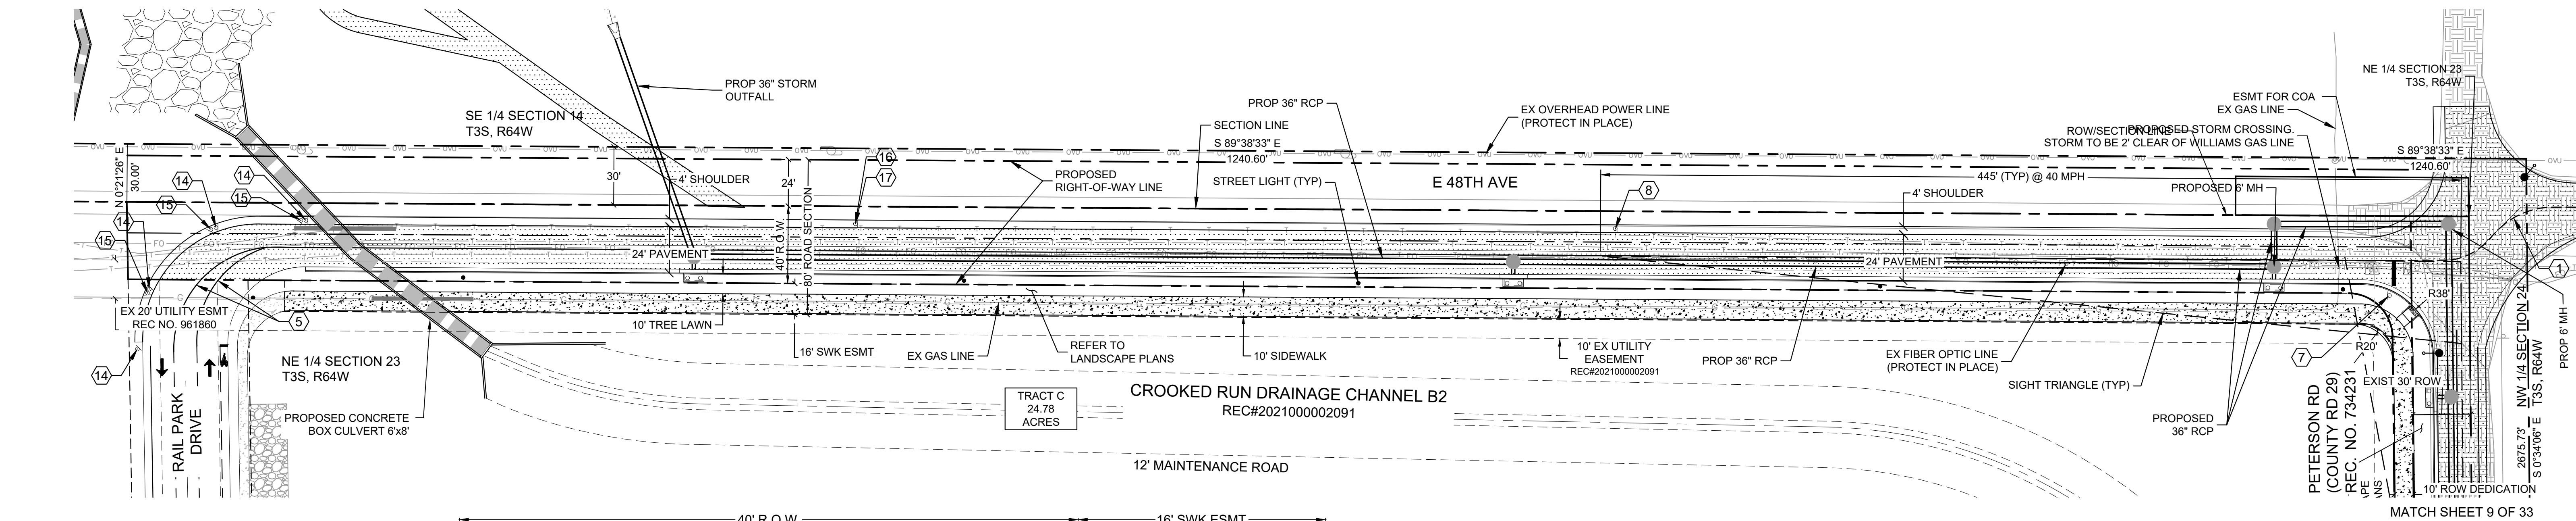 PROP 36" STORM
OUTFALL
SE 1/4 SECTION 14
T3S, R64W
PROP 36" RCP
SECTION LINE
S 89°38'33" E
1240.60'
EX OVERHEAD POWER LINE
(PROTECT IN PLACE)
NE 1/4 SECTION 23
T3S, R64W
ESMT FOR COA
EX GAS LINE
ROW/SECTION LINE
PROPOSED STORM CROSSING.
STORM TO BE 2' CLEAR OF WILLIAMS GAS LINE
S 89°38'33" E
1240.60'
N 0°21'26" E
30.00'
14
14
15
15
14
15
14
5
30'
4' SHOULDER
24'
16
17
PROPOSED
RIGHT-OF-WAY LINE
STREET LIGHT (TYP)
E 48TH AVE
445' (TYP) @ 40 MPH
8
4' SHOULDER
PROPOSED 6' MH
24' PAVEMENT
40' R.O.W.
80' ROAD SECTION
24' PAVEMENT
1
EX 20' UTILITY ESMT
REC NO. 961860
10' TREE LAWN
16' SWK ESMT
EX GAS LINE
REFER TO
LANDSCAPE PLANS
10' SIDEWALK
10' EX UTILITY
EASEMENT
REC#2021000002091
PROP 36" RCP
EX FIBER OPTIC LINE
(PROTECT IN PLACE)
SIGHT TRIANGLE (TYP)
R38'
R20'
7
NE 1/4 SECTION 23
T3S, R64W
RAIL PARK
DRIVE
PROPOSED CONCRETE
BOX CULVERT 6'x8'
TRACT C
24.78
ACRES
CROOKED RUN DRAINAGE CHANNEL B2
REC#2021000002091
12' MAINTENANCE ROAD
PROPOSED
36" RCP
PETERSON RD
(COUNTY RD 29)
REC. NO. 734231
EXIST 30' ROW
NW 1/4 SECTION 24
T3S, R64W
2675.73'
S 0°34'06" E
PROP 6' MH
10' ROW DEDICATION
MATCH SHEET 9 OF 33
40' R.O.W.
16' SWK ESMT